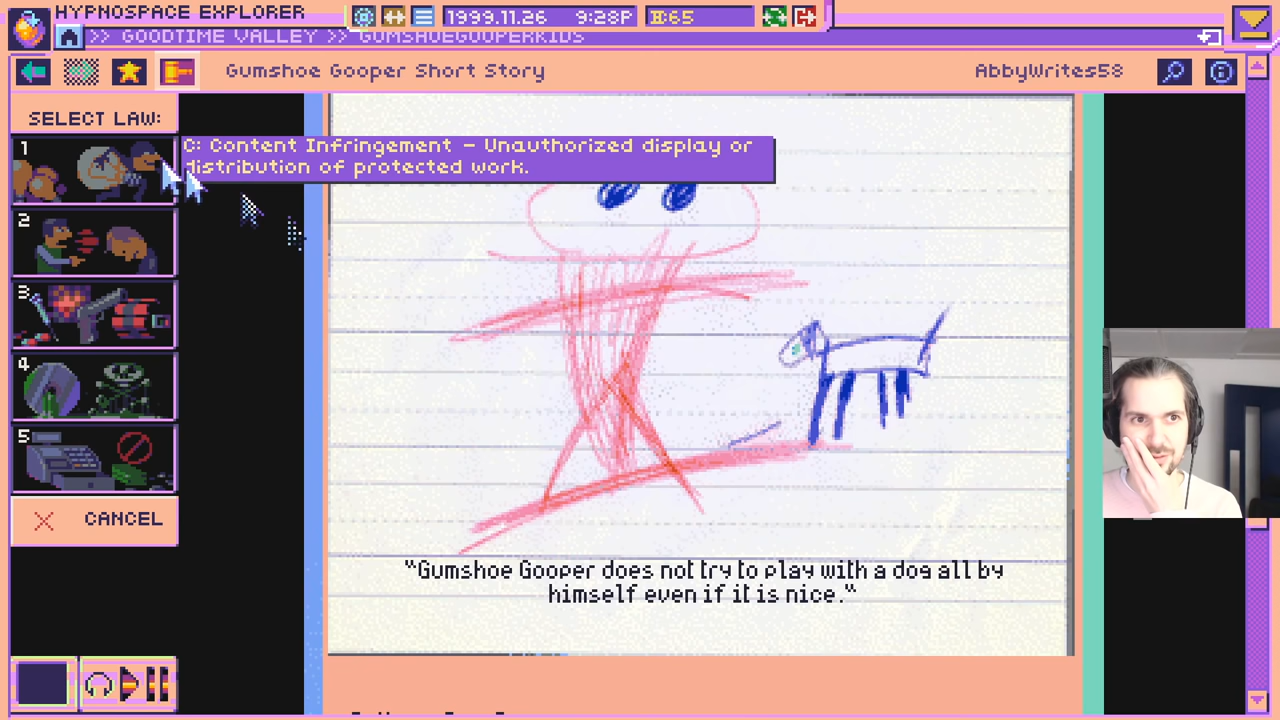 HYPNOSPACE EXPLORER
1999.11.26 9:28P
65
>> GOODTIME VALLEY >> GUMSHOEGOOPERKIDS
Gumshoe Gooper Short Story
AbbyWrites58
SELECT LAW:
1
C: Content Infringement - Unauthorized display or
distribution of protected work.
2
3
4
5
CANCEL
"Gumshoe Gooper does not try to play with a dog all by
himself even if it is nice."